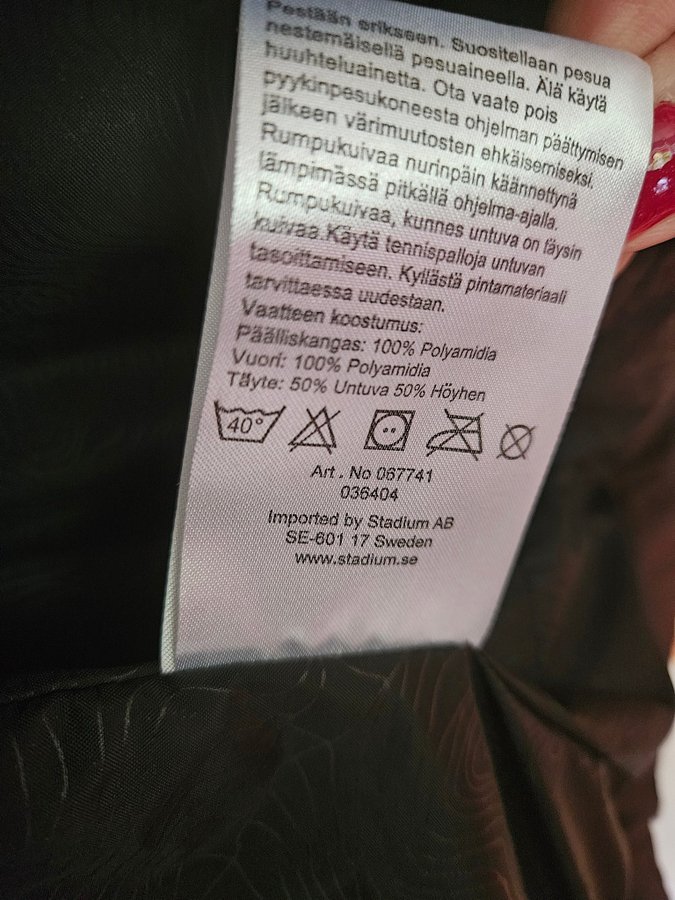 Pestään erikseen. Suositellaan pesua
nestemäisellä pesuaineella. Älä käytä
huuhteluainetta. Ota vaate pois
pyykinpesukoneesta ohjelman päättymisen
jälkeen värimuutosten ehkäisemiseksi.
Rumpukuivaa nurinpäin käännettynä
lämpimässä pitkällä ohjelma-ajalla.
Rumpukuivaa, kunnes untuva on täysin
kuivaa.Käytä tennispalloja untuvan
tasoittamiseen. Kyllästä pintamateriaali
tarvittaessa uudestaan.
Vaatteen koostumus:
Päälliskangas: 100% Polyamidia
Vuori: 100% Polyamidia
Täyte: 50% Untuva 50% Höyhen
40°
Art . No 067741
036404
Imported by Stadium AB
SE-601 17 Sweden
www.stadium.se